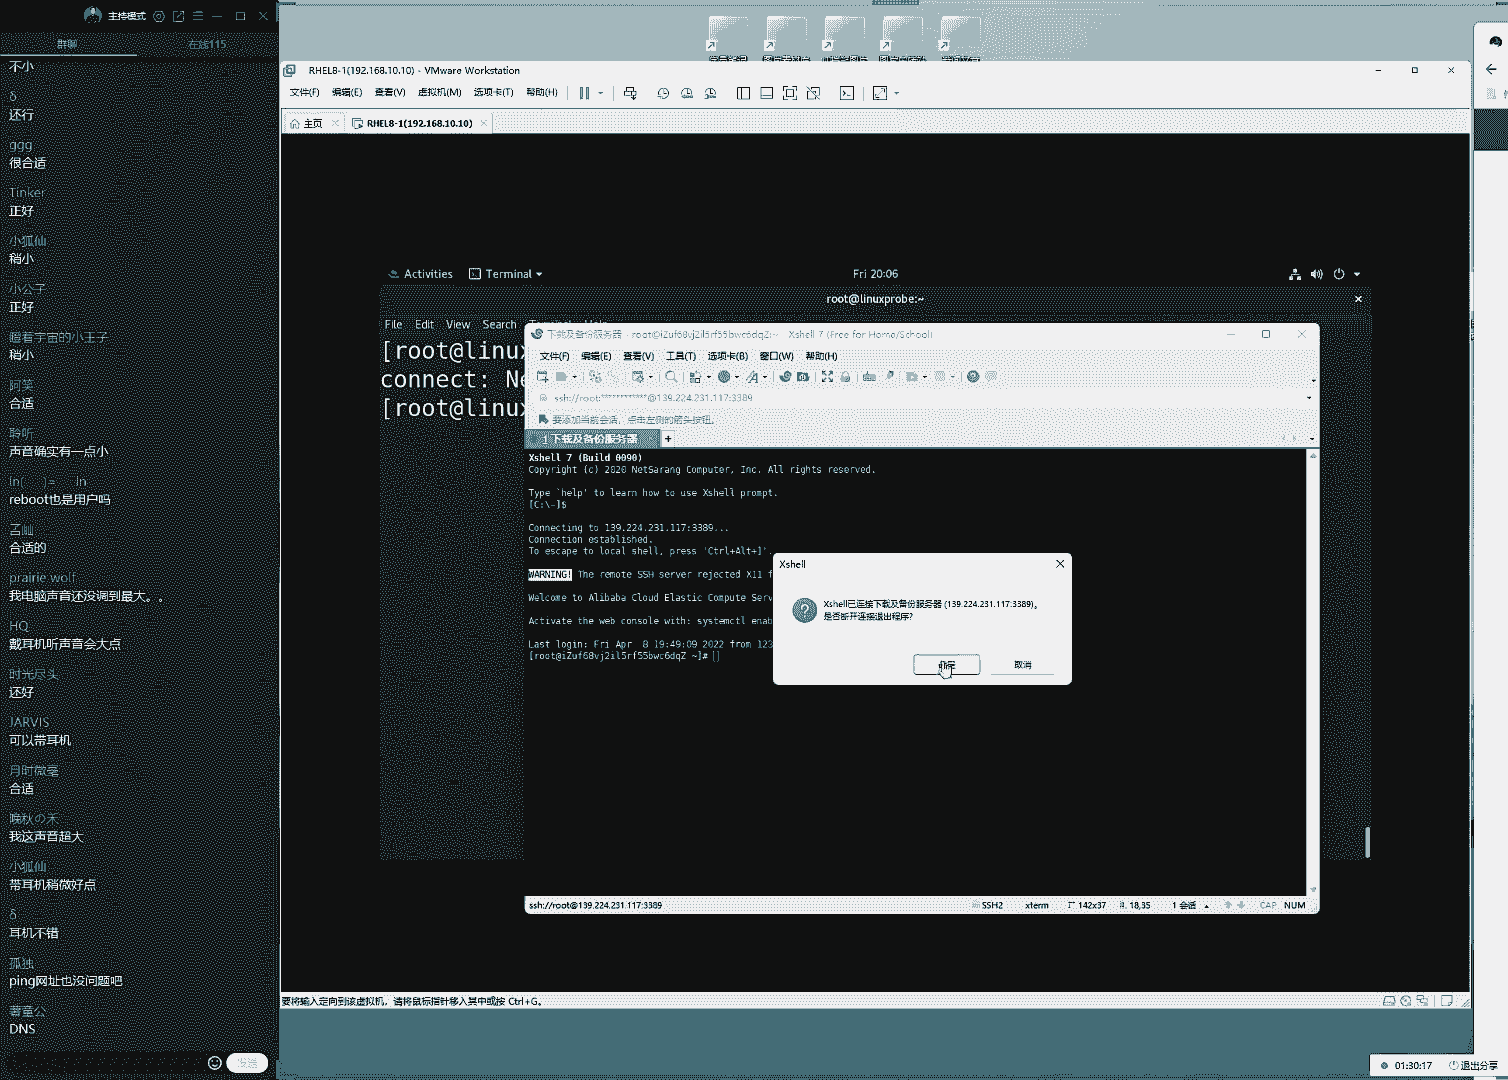 主持模式
群聊
在线115
不小
δ
还行
ggg
很合适
Tinker
正好
小狐仙
稍小
小公子
正好
稍小
阿笑
合适
聆听
声音确实有一点小
ln( )= ln
reboot也是用户吗
合适的
prairie wolf
我电脑声音还没调到最大。。
HQ
戴耳机听声音会大点
时光尽头
还好
JARVIS
可以带耳机
月时微毫
合适
晚秋の禾
我这声音超大
小狐仙
带耳机稍微好点
δ
耳机不错
孤独
ping网址也没问题吧
DNS
发送
RHEL8-1(192.168.10.10) - VMware Workstation
文件(F) 编辑(E) 查看(V) 虚拟机(M) 选项卡(T) 帮助(H)
主页
RHEL8-1(192.168.10.10)
Activities
Terminal
Fri 20:06
root@linuxprobe:~
File Edit View Search
[root@linu
connect: Ne
[root@linu
下载及备份服务器 - root@iZuf68vj2il5rf55bwc6dqZ:~ - Xshell 7 (Free for Home/School)
文件(F) 编辑(E) 查看(V) 工具(T) 选项卡(B) 窗口(W) 帮助(H)
ssh://root:************@139.224.231.117:3389
要添加当前会话，点击左侧的箭头按钮。
1 下载及备份服务器
Xshell 7 (Build 0090)
Copyright (c) 2020 NetSarang Computer, Inc. All rights reserved.
Type `help' to learn how to use Xshell prompt.
[C:\~]$
Connecting to 139.224.231.117:3389...
Connection established.
To escape to local shell, press 'Ctrl+Alt+]'.
WARNING! The remote SSH server rejected X11 f
Welcome to Alibaba Cloud Elastic Compute Serv
Activate the web console with: systemctl enab
Last login: Fri Apr  8 19:49:09 2022 from 123
[root@iZuf68vj2il5rf55bwc6dqZ ~]#
Xshell
Xshell已连接下载及备份服务器 (139.224.231.117:3389)。
是否断开连接退出程序?
取消
ssh://root@139.224.231.117:3389
SSH2
xterm
142x37
18,35
1 会话
CAP NUM
要将输入定向到该虚拟机，请将鼠标指针移入其中或按 Ctrl+G。
01:30:17
退出分享